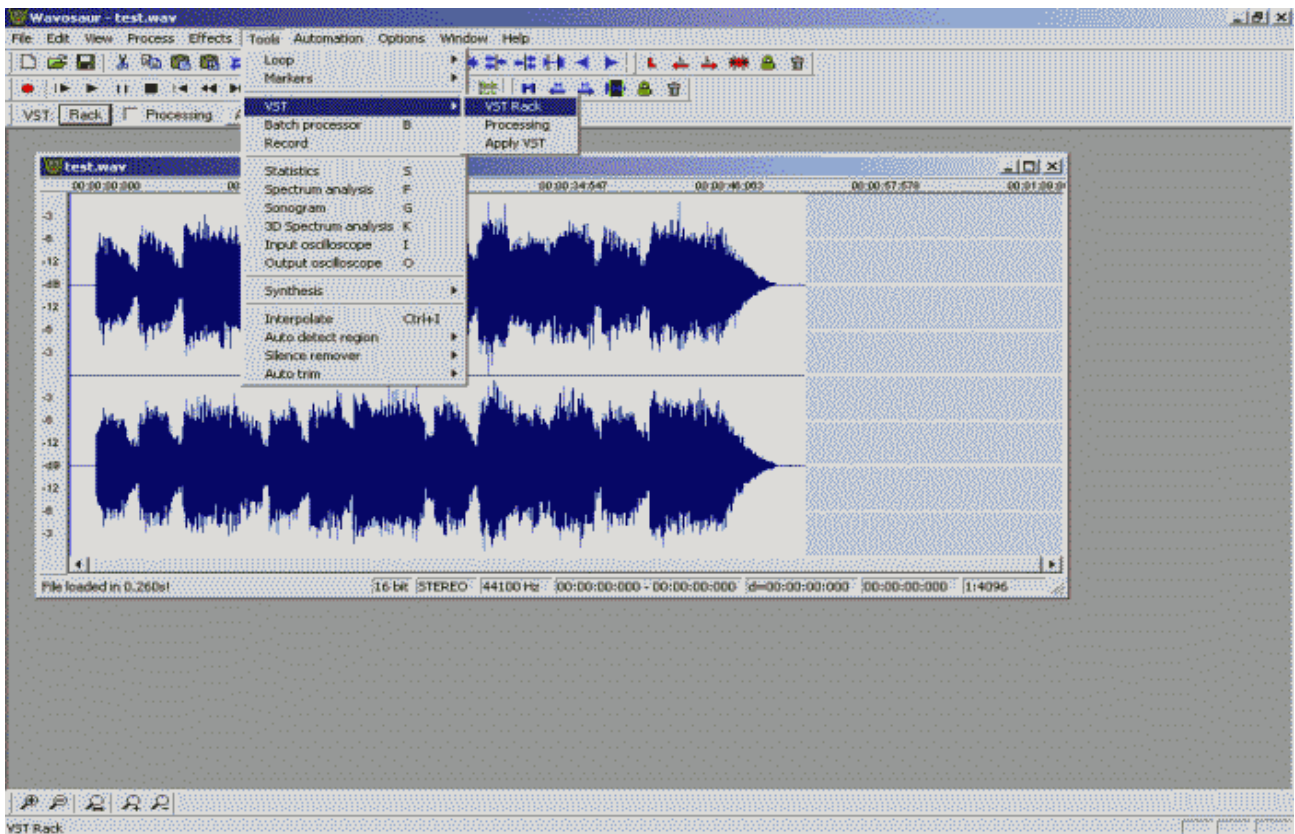 Wavosaur - test.wav
File Edit View Process Effects Tools Automation Options Window Help
VST: Rack Processing
Loop
Markers
VST
Batch processor B
Record
Statistics S
Spectrum analysis F
Sonogram G
3D Spectrum analysis K
Input oscilloscope I
Output oscilloscope O
Synthesis
Interpolate Ctrl+I
Auto detect region
Silence remover
Auto trim
VST Rack
Processing
Apply VST
test.wav
00:00:00:000 00:00:34:547 00:00:46:063 00:00:57:578
-3
-6
-12
-dB
-12
-6
-3
-3
-6
-12
-dB
-12
-6
-3
File loaded in 0.260s! 16 bit STEREO 44100 Hz 00:00:00:000 - 00:00:00:000 d=00:00:00:000 00:00:00:000 1:4096
VST Rack